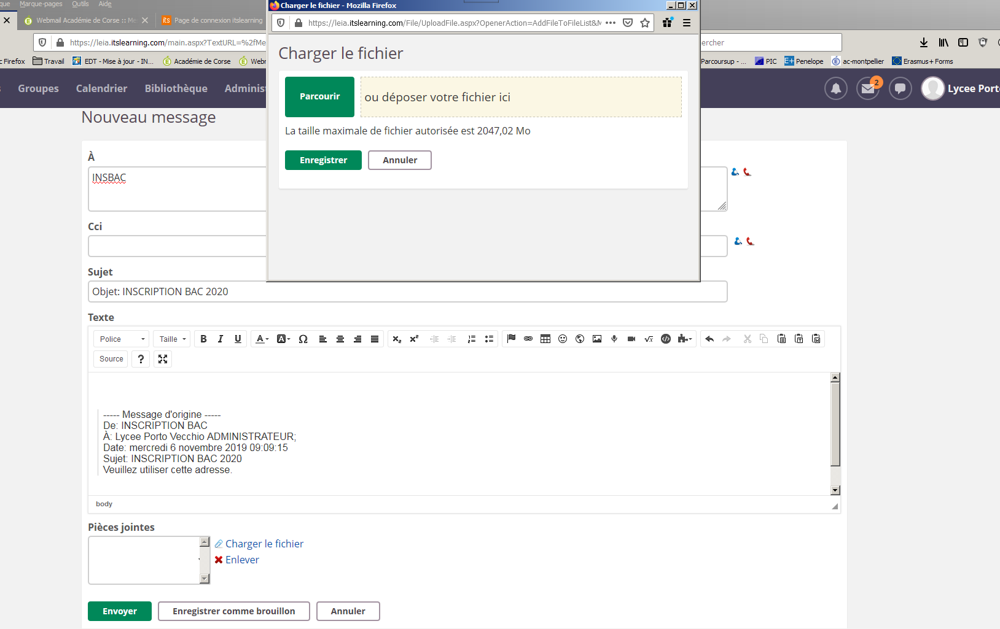 que Marque-pages Outils Aide
Charger le fichier - Mozilla Firefox
Webmail Académie de Corse :: Me
Page de connexion itslearning
https://leia.itslearning.com/File/UploadFile.aspx?OpenerAction=AddFileToFileList&M
https://leia.itslearning.com/main.aspx?TextURL=%2fMe
ercher
c Firefox Travail EDT - Mise à jour - IN... Académie de Corse Webr
Parcoursup - ... PIC Penelope ac-montpellier Erasmus+ Forms
s Groupes Calendrier Bibliothèque Adminis
2 Lycee Port
Charger le fichier
Parcourir
ou déposer votre fichier ici
La taille maximale de fichier autorisée est 2047,02 Mo
Enregistrer Annuler
Nouveau message
À
INSBAC
Cci
Sujet
Objet: INSCRIPTION BAC 2020
Texte
Police Taille B I U A A Ω x₂ x² √x
Source ?
----- Message d'origine -----
De: INSCRIPTION BAC
À: Lycee Porto Vecchio ADMINISTRATEUR;
Date: mercredi 6 novembre 2019 09:09:15
Sujet: INSCRIPTION BAC 2020
Veuillez utiliser cette adresse.
body
Pièces jointes
Charger le fichier
Enlever
Envoyer Enregistrer comme brouillon Annuler